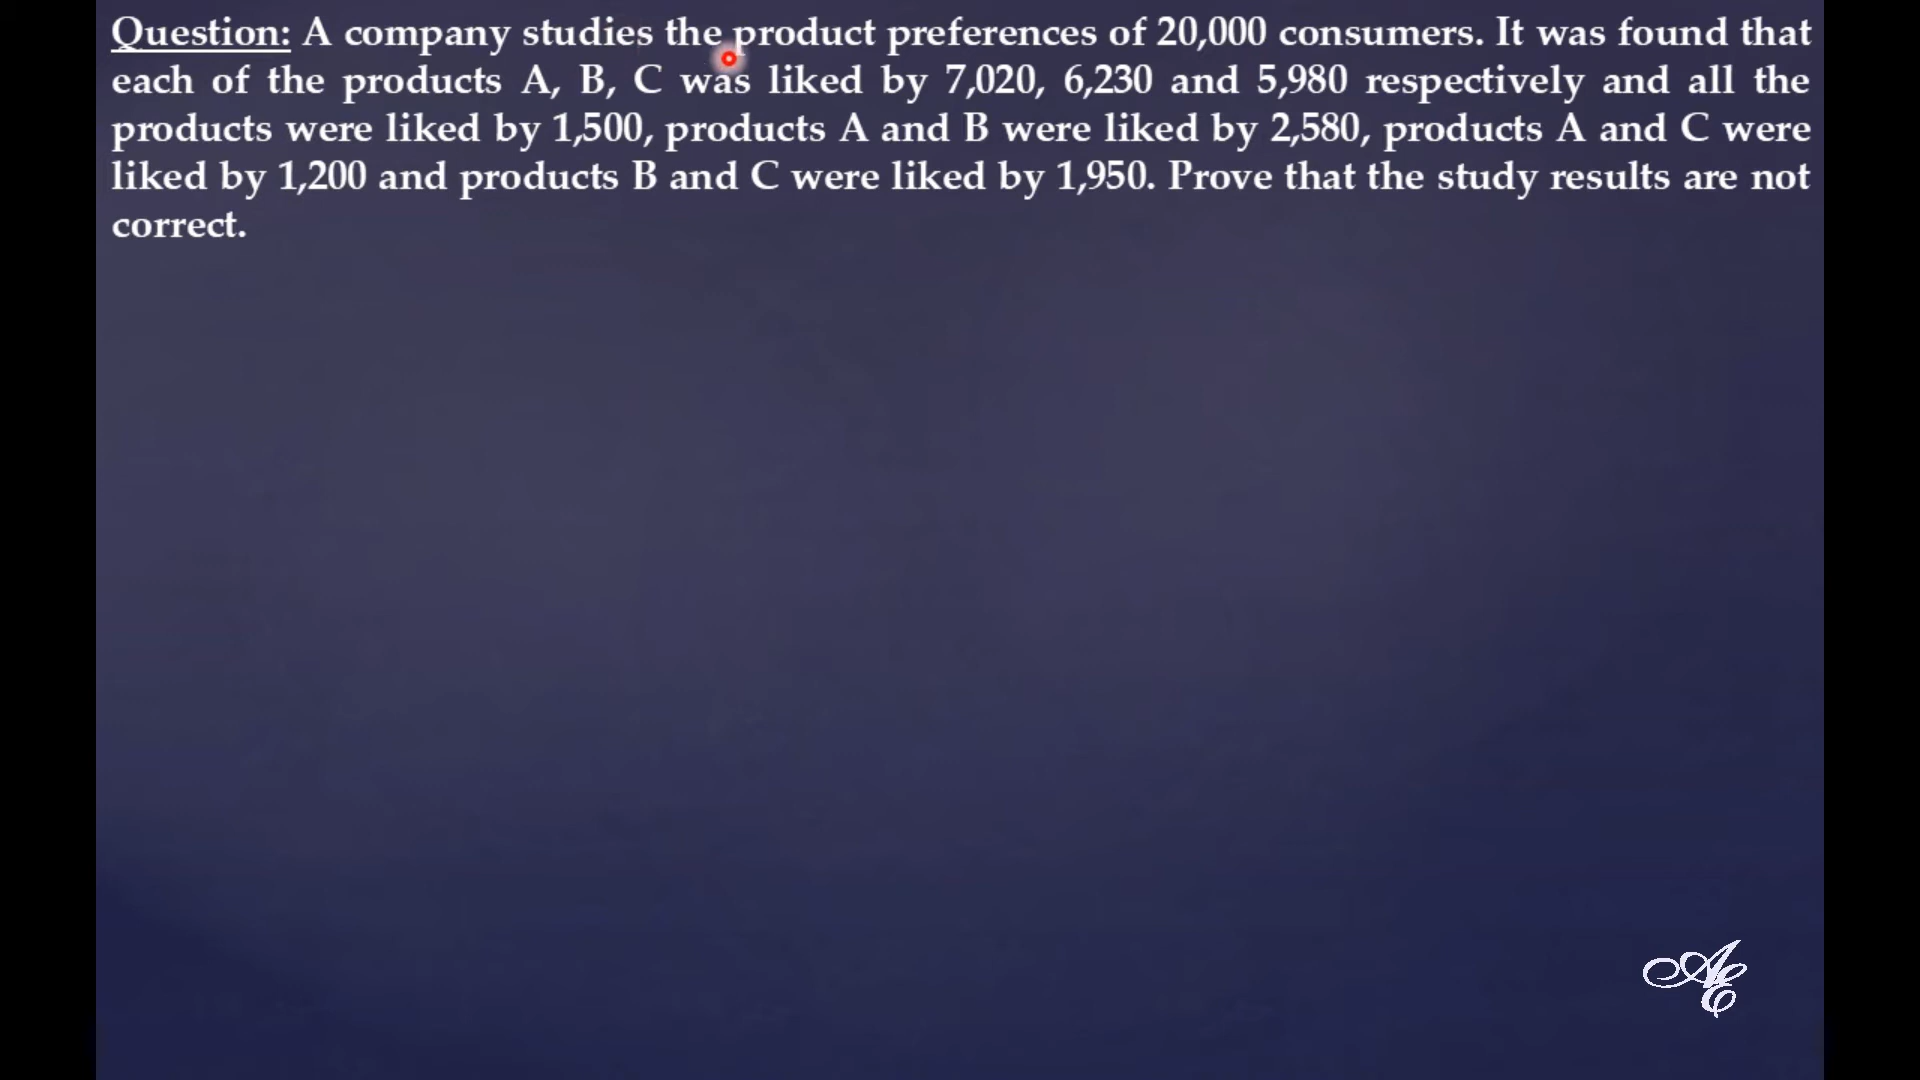 Question: A company studies the product preferences of 20,000 consumers. It was found that
each of the products A, B, C was liked by 7,020, 6,230 and 5,980 respectively and all the
products were liked by 1,500, products A and B were liked by 2,580, products A and C were
liked by 1,200 and products B and C were liked by 1,950. Prove that the study results are not
correct.
AE